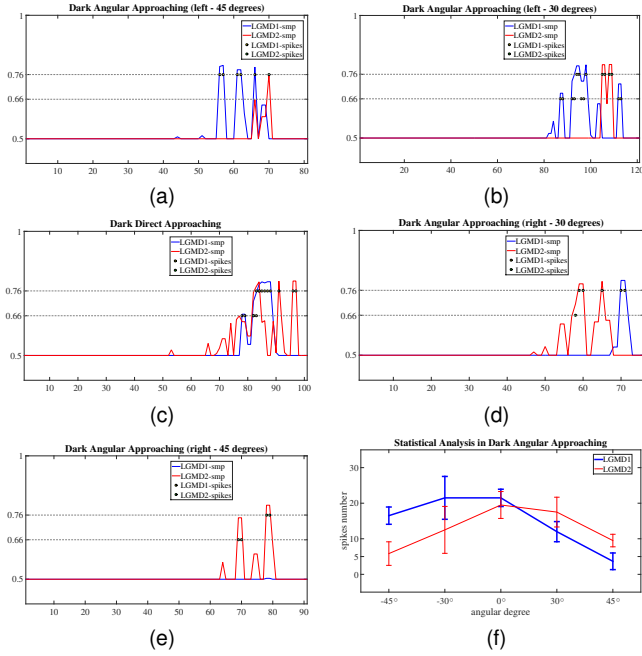 Dark Angular Approaching (left - 45 degrees)
1
LGMD1-smp
LGMD2-smp
LGMD1-spikes
LGMD2-spikes
0.76
0.66
0.5
10 20 30 40 50 60 70 80
(a)
Dark Angular Approaching (left - 30 degrees)
1
LGMD1-smp
LGMD2-smp
LGMD1-spikes
LGMD2-spikes
0.76
0.66
0.5
20 40 60 80 100 120
(b)
Dark Direct Approaching
1
LGMD1-smp
LGMD2-smp
LGMD1-spikes
LGMD2-spikes
0.76
0.66
0.5
10 20 30 40 50 60 70 80 90 100
(c)
Dark Angular Approaching (right - 30 degrees)
1
LGMD1-smp
LGMD2-smp
LGMD1-spikes
LGMD2-spikes
0.76
0.66
0.5
10 20 30 40 50 60 70
(d)
Dark Angular Approaching (right - 45 degrees)
1
LGMD1-smp
LGMD2-smp
LGMD1-spikes
LGMD2-spikes
0.76
0.66
0.5
10 20 30 40 50 60 70 80 90
(e)
Statistical Analysis in Dark Angular Approaching
LGMD1
LGMD2
spikes number
30
20
10
0
-45° -30° 0° 30° 45°
angular degree
(f)